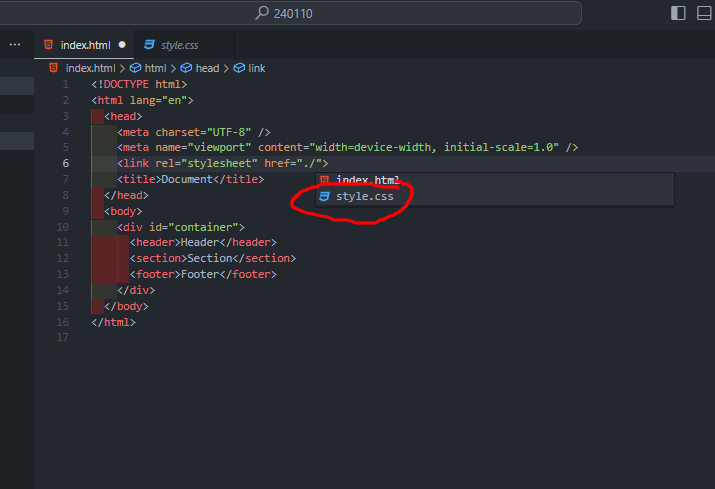 240110
... index.html style.css
index.html > html > head > link
1 <!DOCTYPE html>
2 <html lang="en">
3 <head>
4 <meta charset="UTF-8" />
5 <meta name="viewport" content="width=device-width, initial-scale=1.0" />
6 <link rel="stylesheet" href="./">
7 <title>Document</title>
index.html
8 </head>
style.css
9 <body>
10 <div id="container">
11 <header>Header</header>
12 <section>Section</section>
13 <footer>Footer</footer>
14 </div>
15 </body>
16 </html>
17